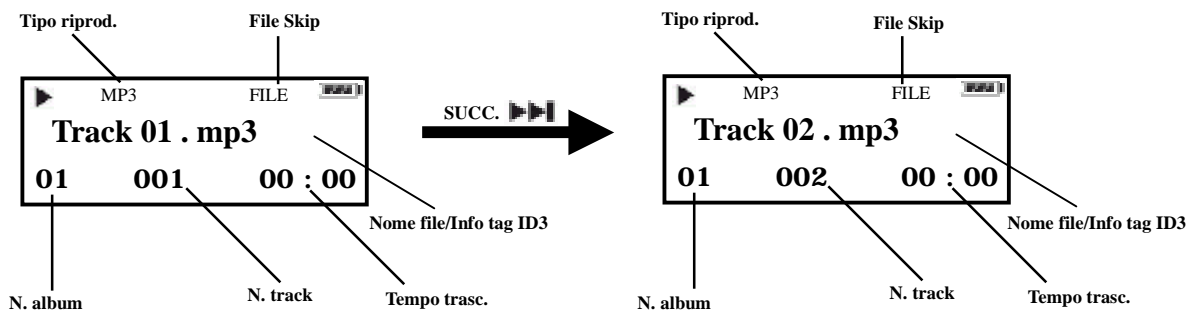 Tipo riprod. File Skip
MP3 FILE
Track 01 . mp3
01 001 00 : 00
Nome file/Info tag ID3
N. album N. track Tempo trasc.
SUCC.
Tipo riprod. File Skip
MP3 FILE
Track 02 . mp3
01 002 00 : 00
Nome file/Info tag ID3
N. album N. track Tempo trasc.